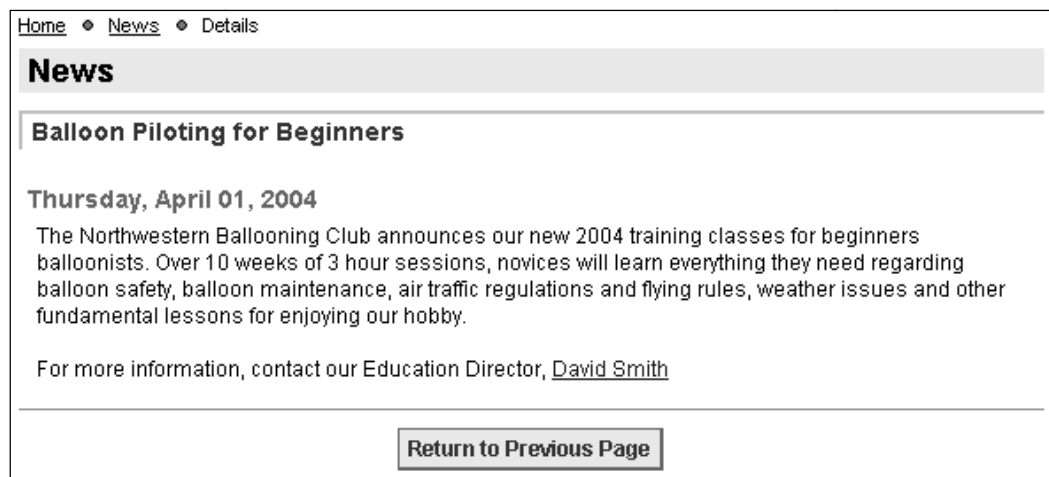 Home • News • Details
News
Balloon Piloting for Beginners
Thursday, April 01, 2004
The Northwestern Ballooning Club announces our new 2004 training classes for beginners
balloonists. Over 10 weeks of 3 hour sessions, novices will learn everything they need regarding
balloon safety, balloon maintenance, air traffic regulations and flying rules, weather issues and other
fundamental lessons for enjoying our hobby.
For more information, contact our Education Director, David Smith
Return to Previous Page